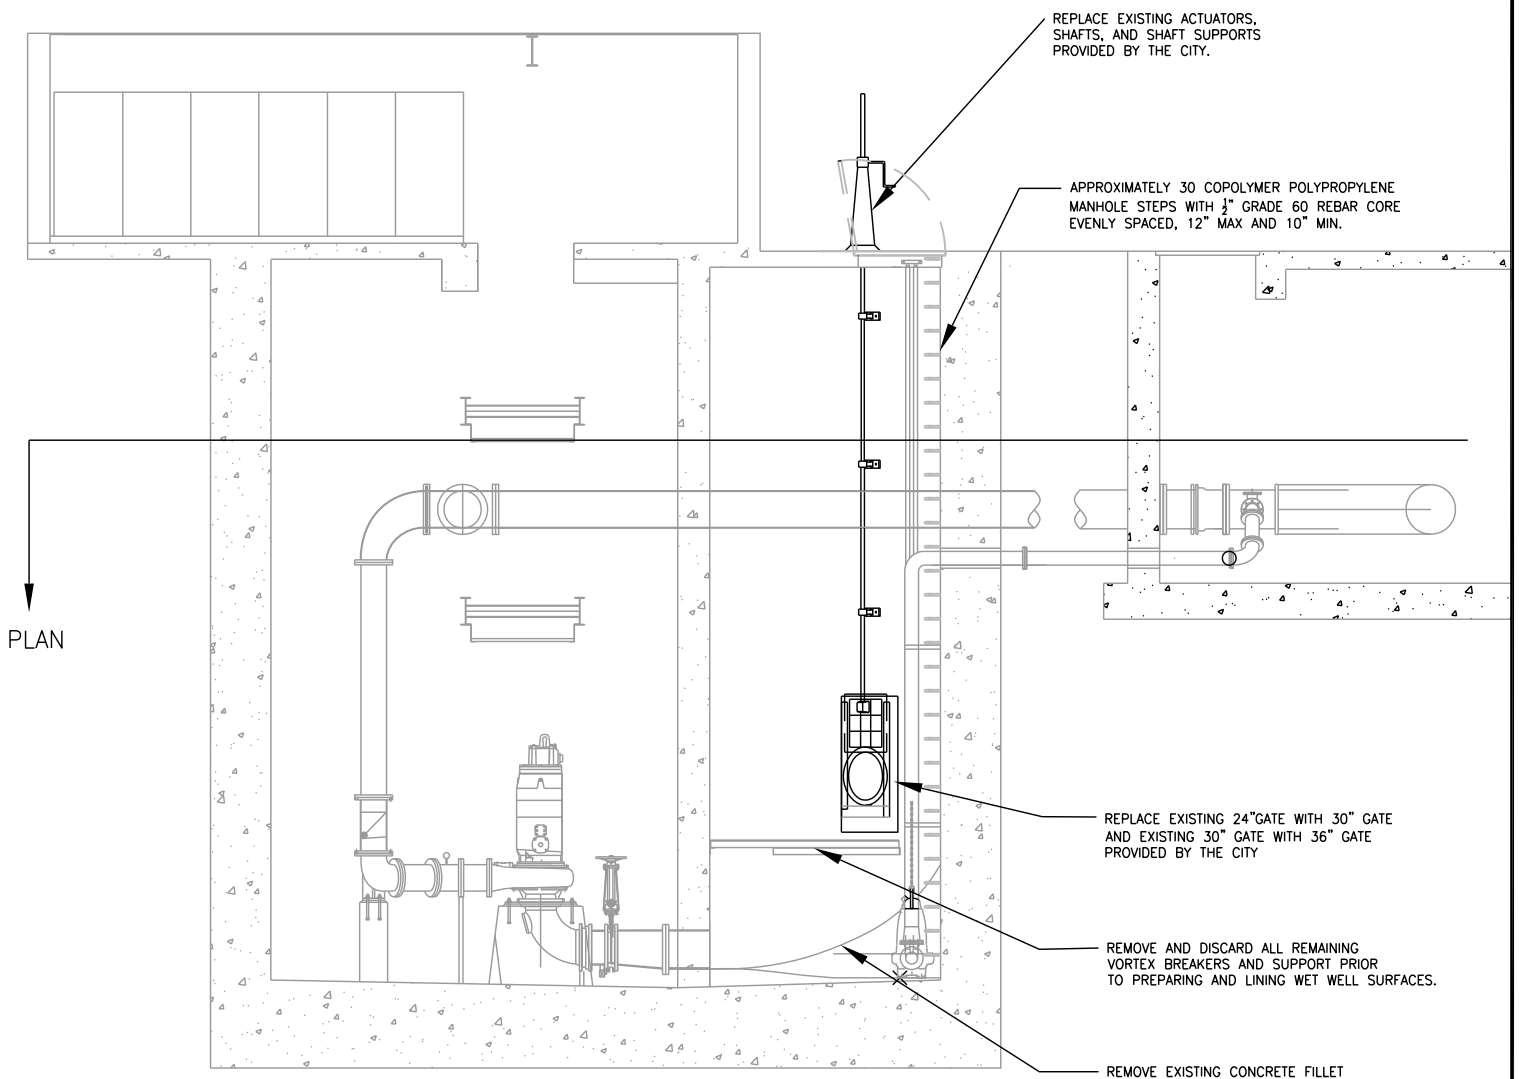 REPLACE EXISTING ACTUATORS,
SHAFTS, AND SHAFT SUPPORTS
PROVIDED BY THE CITY.
APPROXIMATELY 30 COPOLYMER POLYPROPYLENE
MANHOLE STEPS WITH ½" GRADE 60 REBAR CORE
EVENLY SPACED, 12" MAX AND 10" MIN.
PLAN
REPLACE EXISTING 24"GATE WITH 30" GATE
AND EXISTING 30" GATE WITH 36" GATE
PROVIDED BY THE CITY
REMOVE AND DISCARD ALL REMAINING
VORTEX BREAKERS AND SUPPORT PRIOR
TO PREPARING AND LINING WET WELL SURFACES.
REMOVE EXISTING CONCRETE FILLET